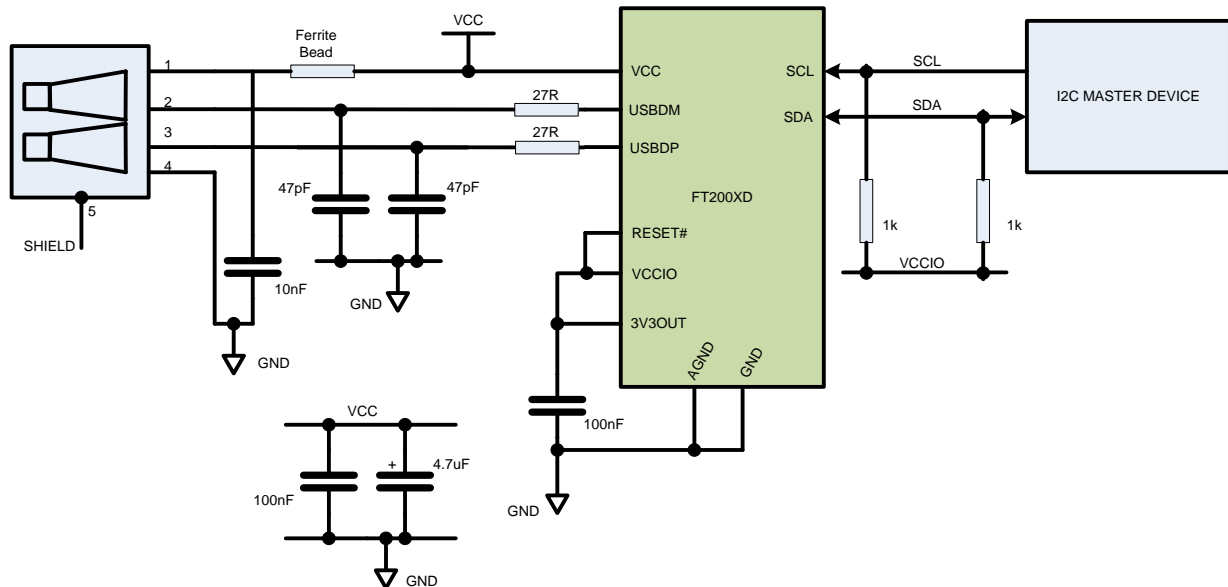 VCC
Ferrite
Bead
1
2
3
4
5
SHIELD
27R
27R
47pF
47pF
10nF
GND
GND
VCC
USBDM
USBDP
FT200XD
RESET#
VCCIO
3V3OUT
AGND
GND
SCL
SDA
SCL
SDA
I2C MASTER DEVICE
1k
1k
VCCIO
100nF
GND
VCC
100nF
+
4.7uF
GND